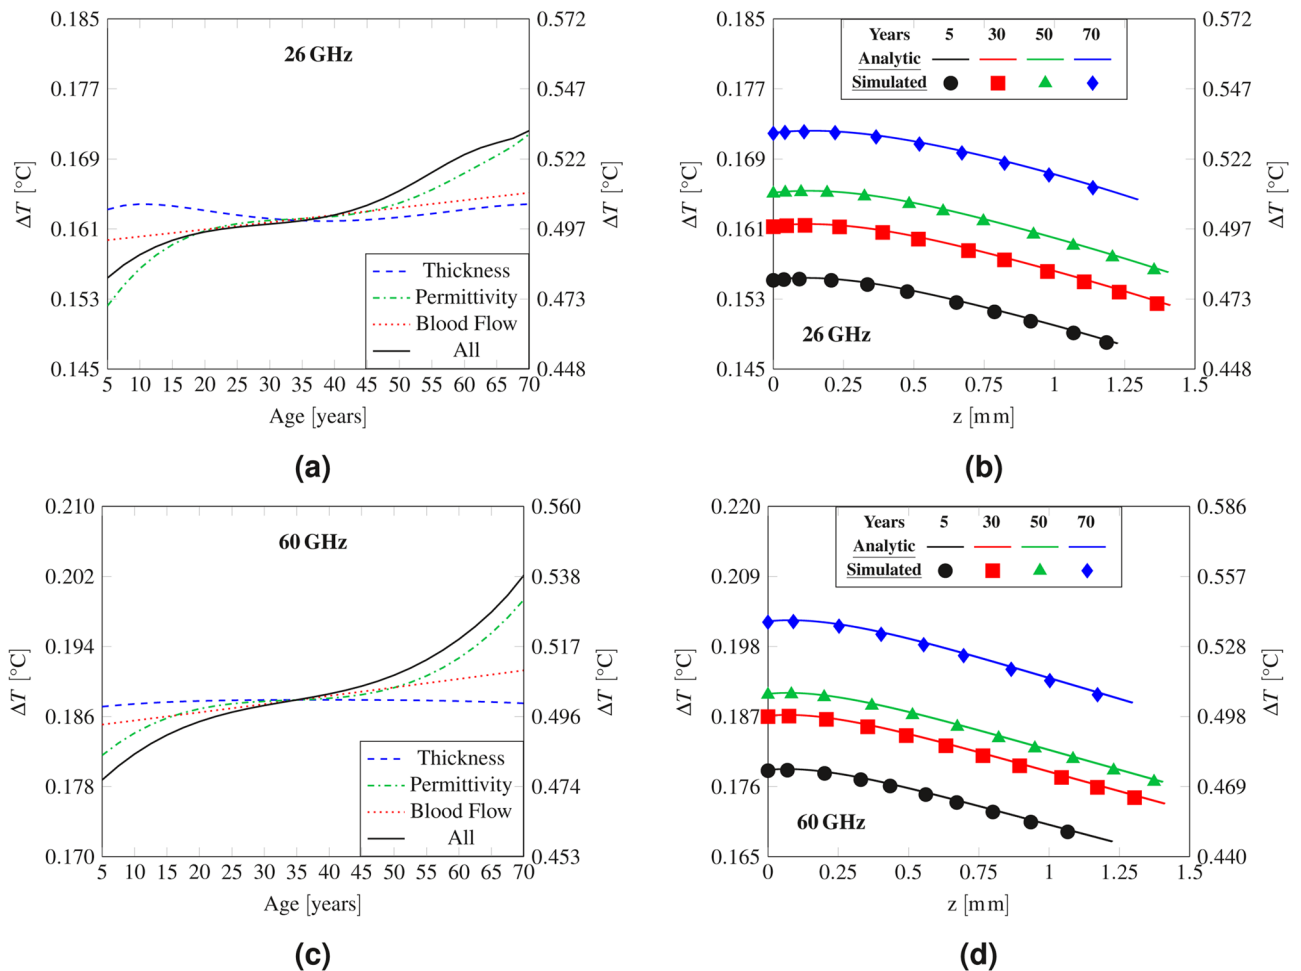 26 GHz
0.185
0.177
0.169
0.161
0.153
0.145
ΔT [°C]
0.572
0.547
0.522
0.497
0.473
0.448
ΔT [°C]
Thickness
Permittivity
Blood Flow
All
5 10 15 20 25 30 35 40 45 50 55 60 65 70
Age [years]
(a)
Years 5 30 50 70
Analytic
Simulated
0.185
0.177
0.169
0.161
0.153
0.145
ΔT [°C]
0.572
0.547
0.522
0.497
0.473
0.448
ΔT [°C]
26 GHz
0 0.25 0.5 0.75 1 1.25 1.5
z [mm]
(b)
60 GHz
0.210
0.202
0.194
0.186
0.178
0.170
ΔT [°C]
0.560
0.538
0.517
0.496
0.474
0.453
ΔT [°C]
Thickness
Permittivity
Blood Flow
All
5 10 15 20 25 30 35 40 45 50 55 60 65 70
Age [years]
(c)
Years 5 30 50 70
Analytic
Simulated
0.220
0.209
0.198
0.187
0.176
0.165
ΔT [°C]
0.586
0.557
0.528
0.498
0.469
0.440
ΔT [°C]
60 GHz
0 0.25 0.5 0.75 1 1.25 1.5
z [mm]
(d)